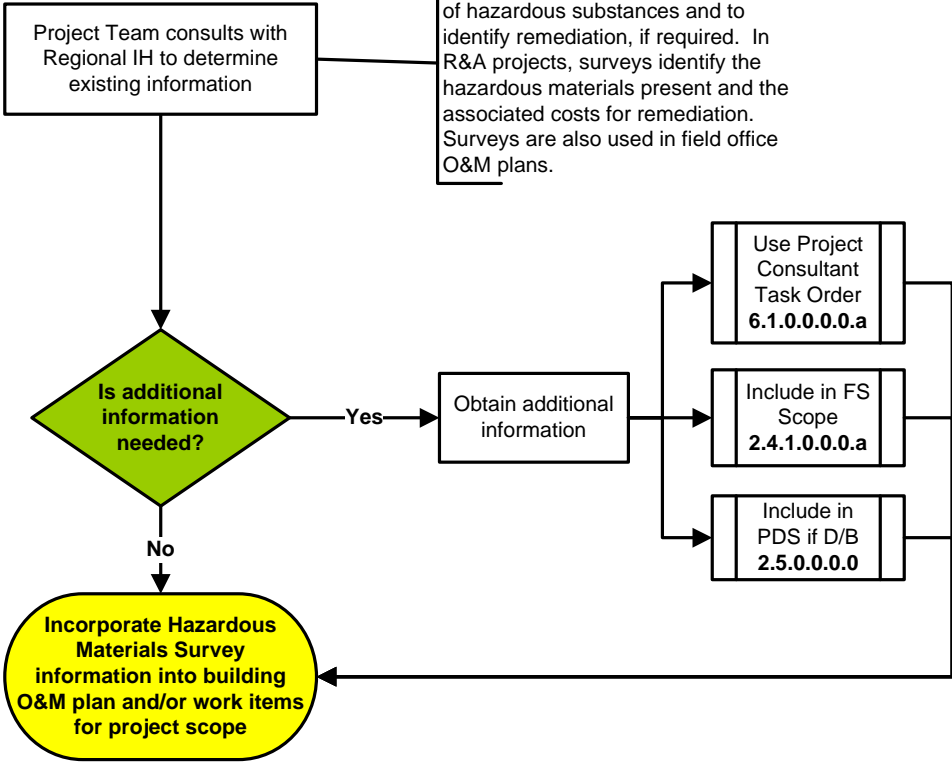 of hazardous substances and to
identify remediation, if required.  In
R&A projects, surveys identify the
hazardous materials present and the
associated costs for remediation.
Surveys are also used in field office
O&M plans.
Project Team consults with
Regional IH to determine
existing information
Is additional
information
needed?
Yes
No
Obtain additional
information
Use Project
Consultant
Task Order
6.1.0.0.0.0.a
Include in FS
Scope
2.4.1.0.0.0.a
Include in
PDS if D/B
2.5.0.0.0.0
Incorporate Hazardous
Materials Survey
information into building
O&M plan and/or work items
for project scope